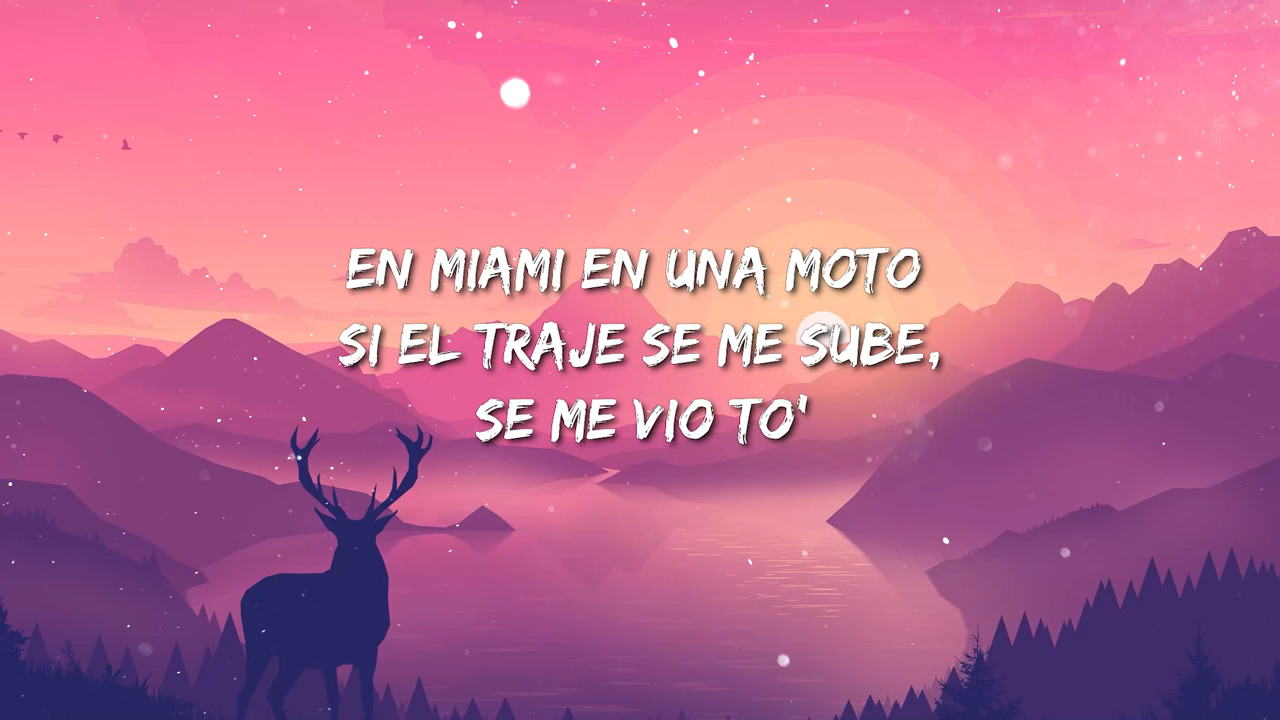 EN MIAMI EN UNA MOTO
SI EL TRAJE SE ME SUBE,
SE ME VIO TO'